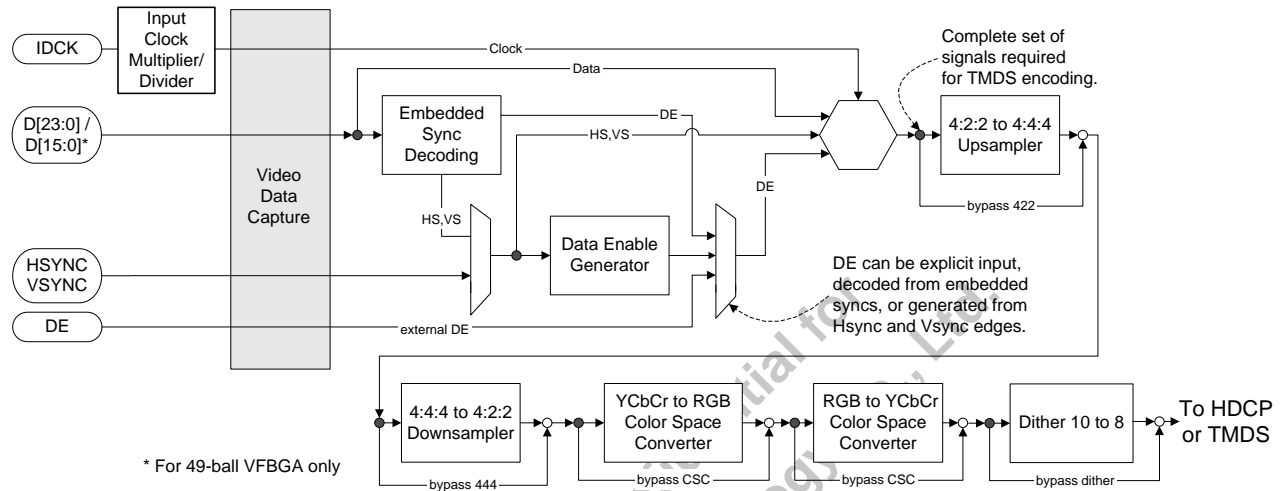 IDCK
Input
Clock
Multiplier/
Divider
Clock
Data
Complete set of
signals required
for TMDS encoding.
D[23:0] /
D[15:0]*
Embedded
Sync
Decoding
DE
HS,VS
4:2:2 to 4:4:4
Upsampler
bypass 422
Video
Data
Capture
HS,VS
DE
HSYNC
VSYNC
Data Enable
Generator
DE can be explicit input,
decoded from embedded
syncs, or generated from
Hsync and Vsync edges.
DE
external DE
4:4:4 to 4:2:2
Downsampler
bypass 444
YCbCr to RGB
Color Space
Converter
bypass CSC
RGB to YCbCr
Color Space
Converter
bypass CSC
Dither 10 to 8
bypass dither
To HDCP
or TMDS
* For 49-ball VFBGA only
for
Ltd.